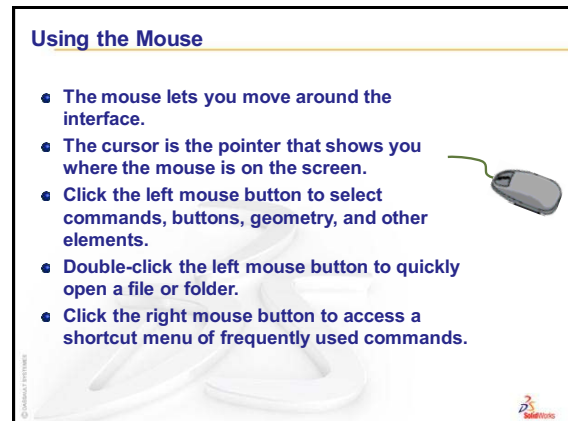 Using the Mouse
The mouse lets you move around the
interface.
The cursor is the pointer that shows you
where the mouse is on the screen.
Click the left mouse button to select
commands, buttons, geometry, and other
elements.
Double-click the left mouse button to quickly
open a file or folder.
Click the right mouse button to access a
shortcut menu of frequently used commands.
© DASSAULT SYSTEMES
SolidWorks